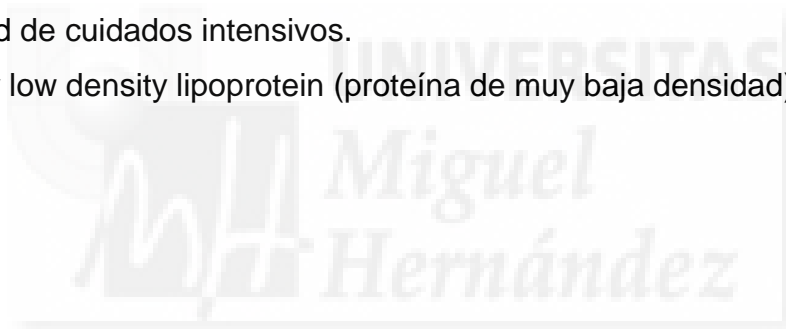 d de cuidados intensivos.
low density lipoprotein (proteína de muy baja densidad)
UNIVERSITAS
Miguel
Hernández